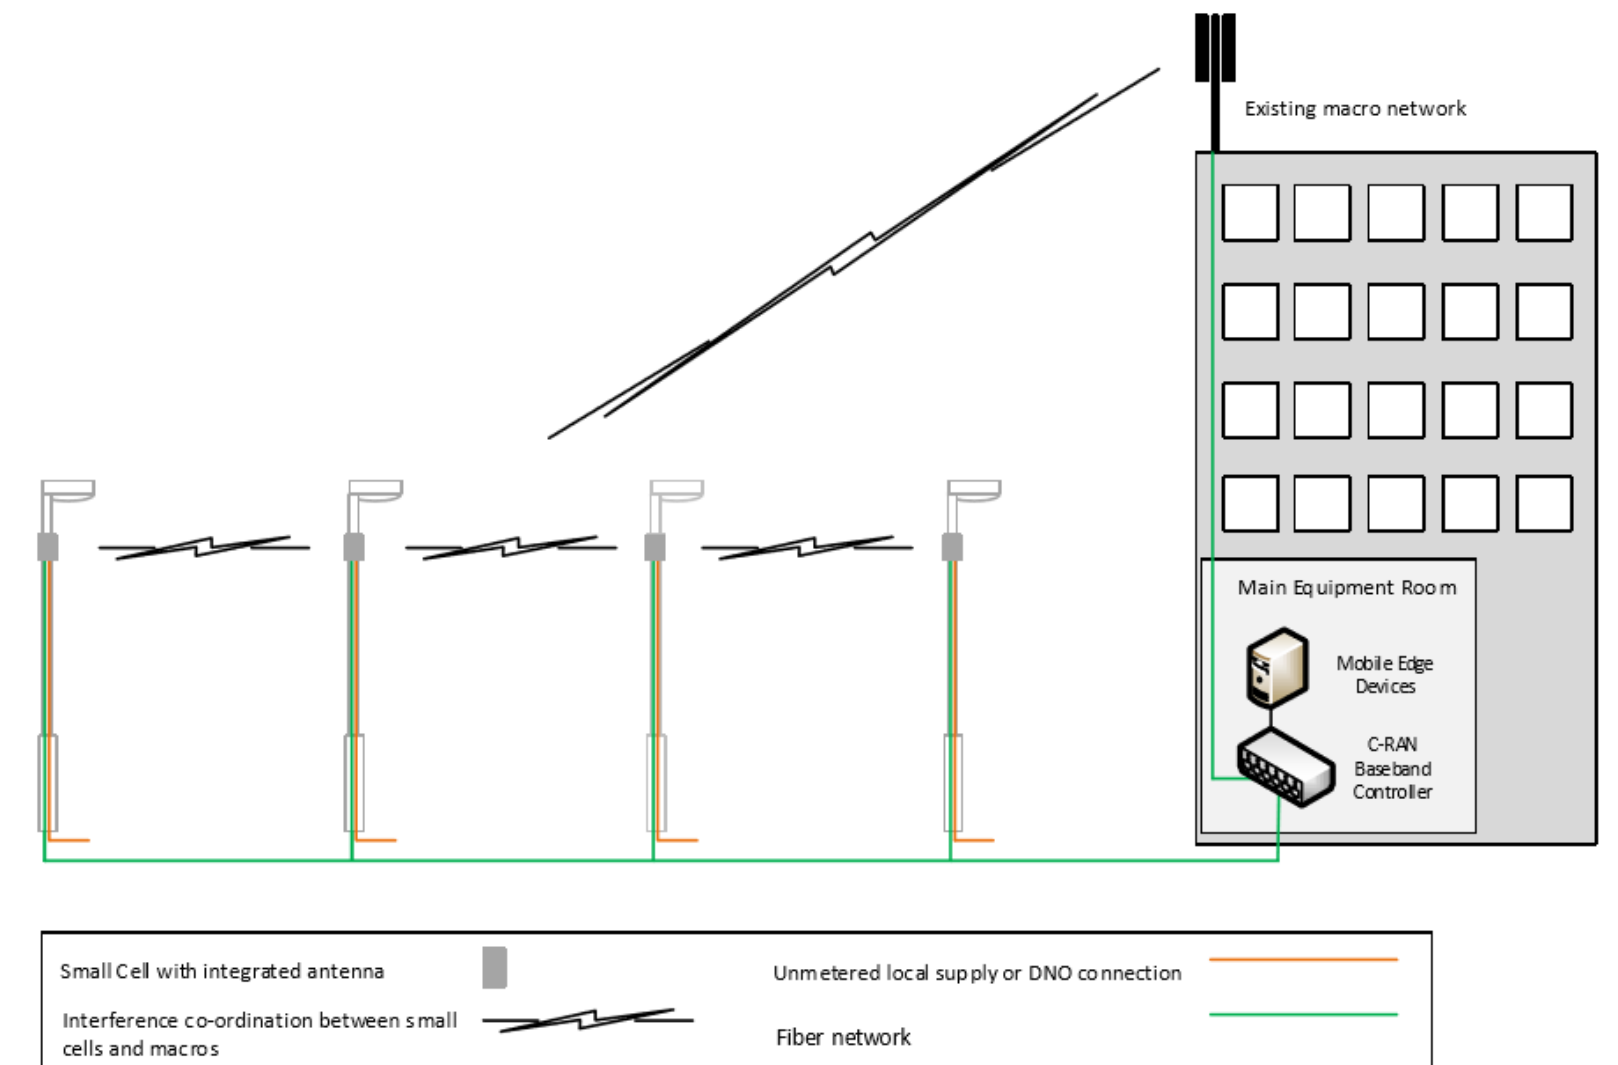 Existing macro network
Main Equipment Room
Mobile Edge
Devices
C-RAN
Baseband
Controller
Small Cell with integrated antenna
Unmetered local supply or DNO connection
Interference co-ordination between small
cells and macros
Fiber network